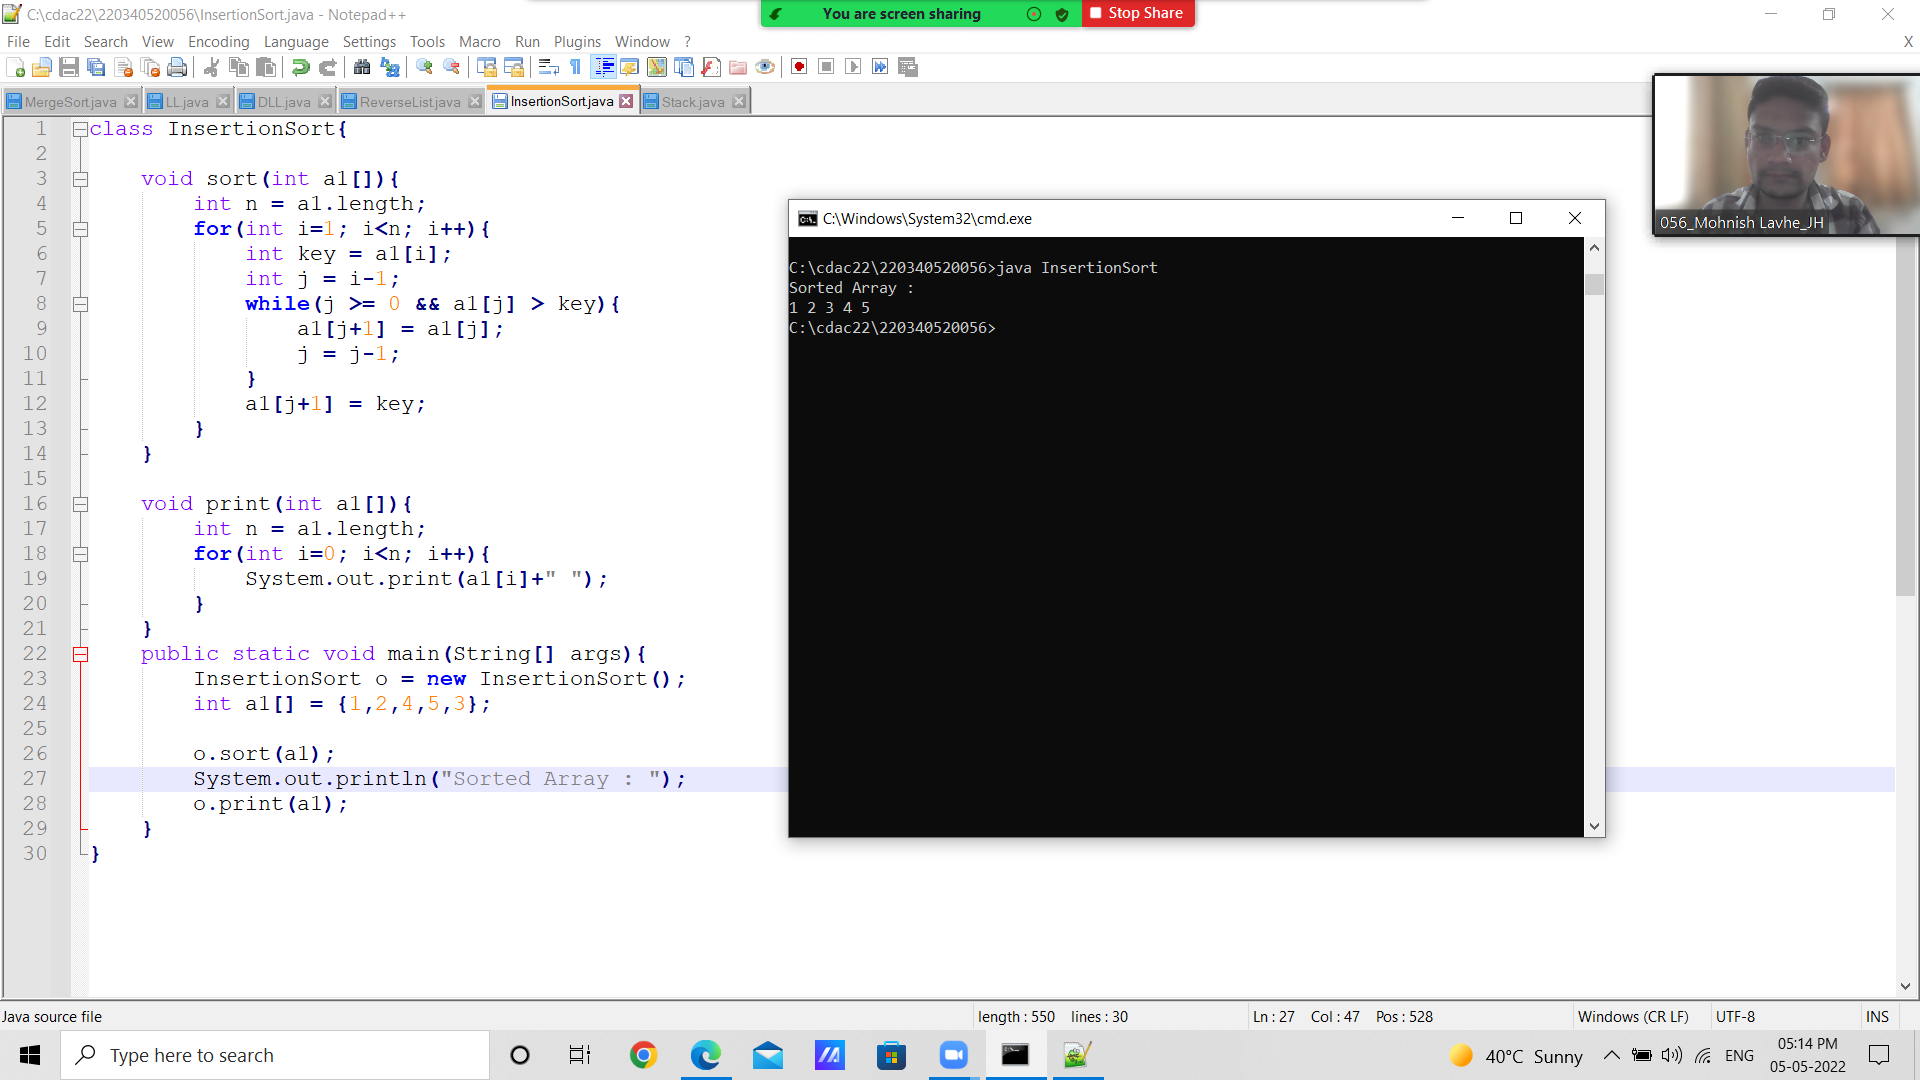 C:\cdac22\220340520056\InsertionSort.java - Notepad++
You are screen sharing
Stop Share
File Edit Search View Encoding Language Settings Tools Macro Run Plugins Window ?
X
MergeSort.java LL.java DLL.java ReverseList.java InsertionSort.java Stack.java
1 class InsertionSort{
2
3 void sort(int a1[]){
4 int n = a1.length;
5 for(int i=1; i<n; i++){
6 int key = a1[i];
7 int j = i-1;
8 while(j >= 0 && a1[j] > key){
9 a1[j+1] = a1[j];
10 j = j-1;
11 }
12 a1[j+1] = key;
13 }
14 }
15
16 void print(int a1[]){
17 int n = a1.length;
18 for(int i=0; i<n; i++){
19 System.out.print(a1[i]+" ");
20 }
21 }
22 public static void main(String[] args){
23 InsertionSort o = new InsertionSort();
24 int a1[] = {1,2,4,5,3};
25
26 o.sort(a1);
27 System.out.println("Sorted Array : ");
28 o.print(a1);
29 }
30 }
C:\Windows\System32\cmd.exe
C:\cdac22\220340520056>java InsertionSort
Sorted Array :
1 2 3 4 5
C:\cdac22\220340520056>
056_Mohnish Lavhe_JH
Java source file
length : 550 lines : 30
Ln : 27 Col : 47 Pos : 528
Windows (CR LF)
UTF-8
INS
Type here to search
40°C Sunny
ENG
05:14 PM
05-05-2022